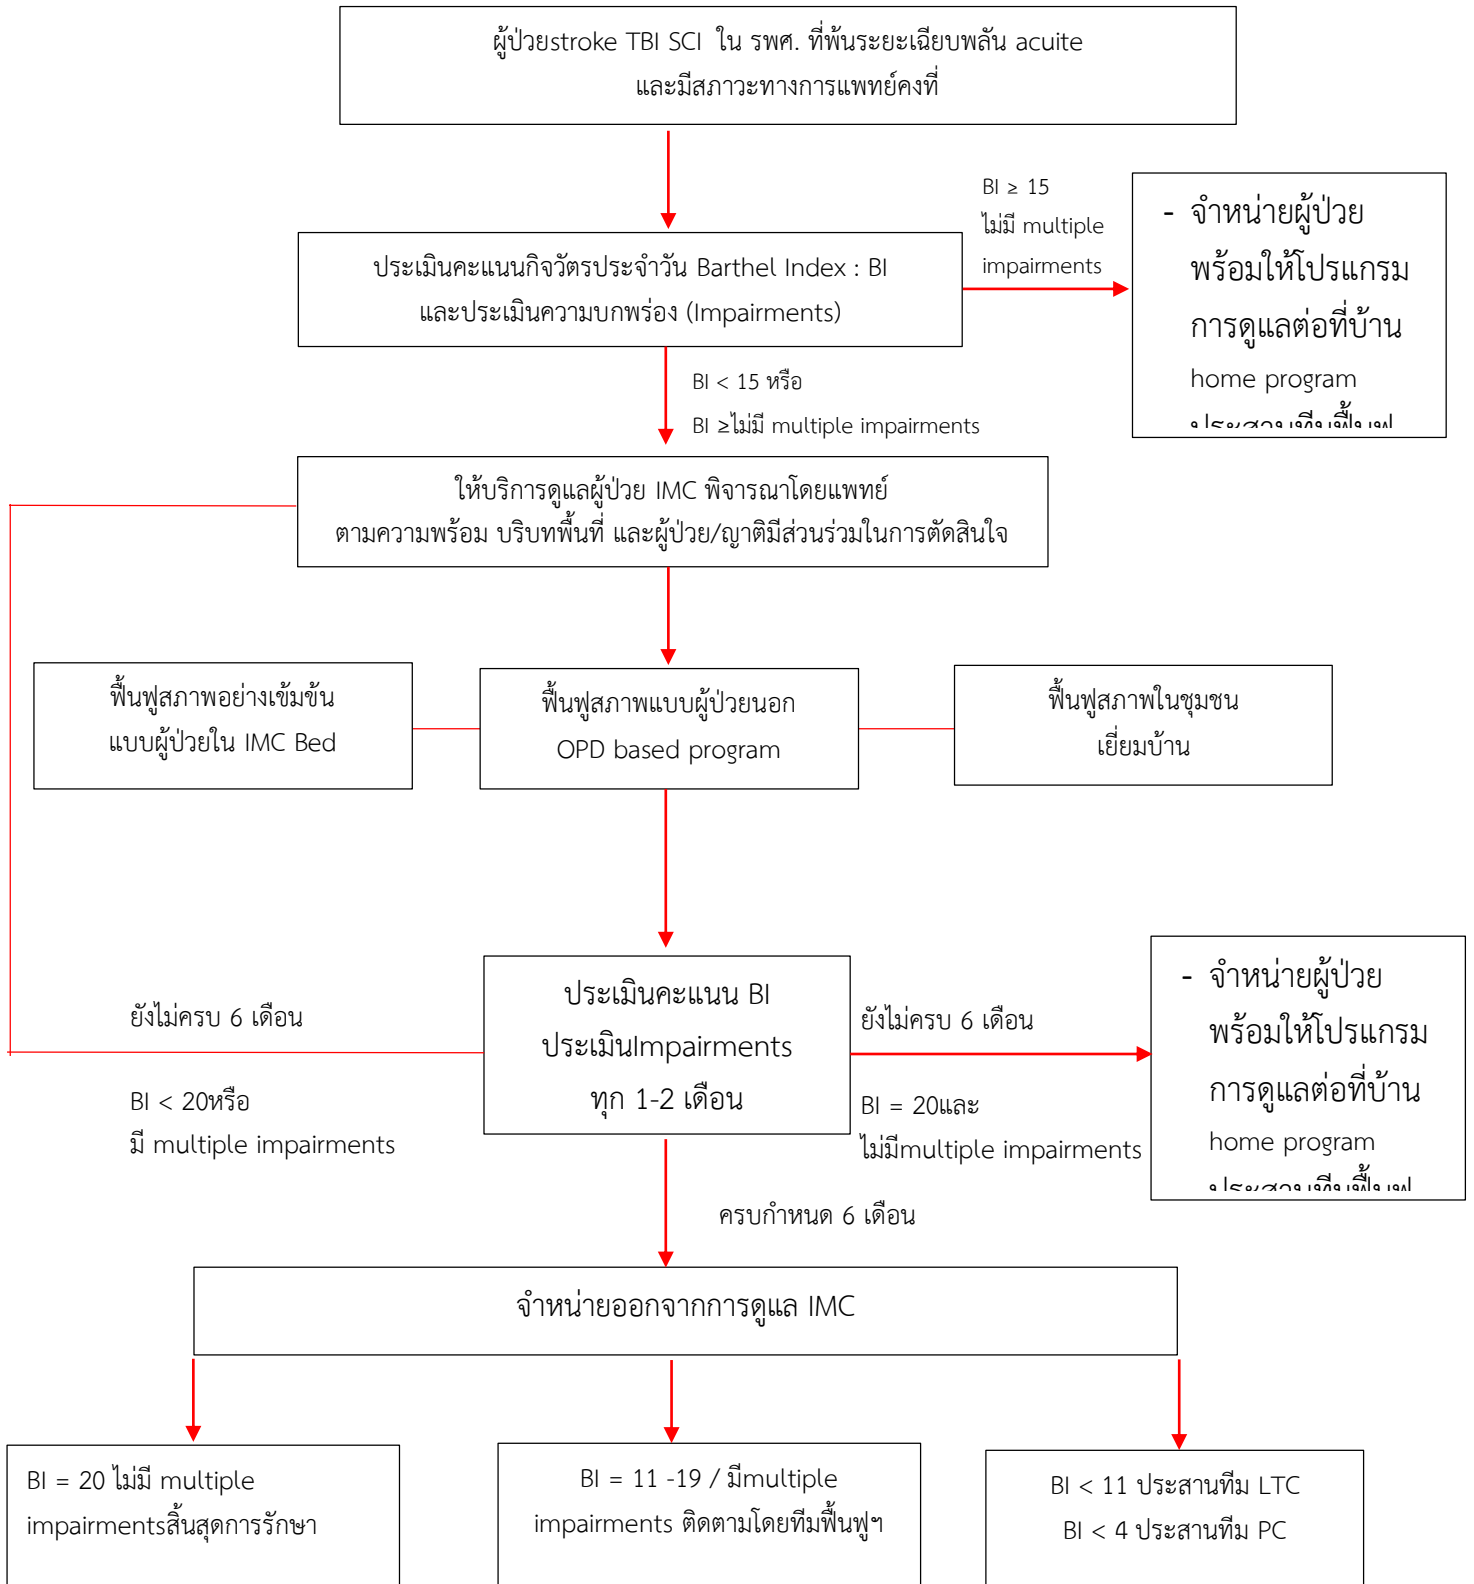 ผู้ป่วยstroke TBI SCI ใน รพศ. ที่พ้นระยะเฉียบพลัน acuite
และมีสภาวะทางการแพทย์คงที่
BI ≥ 15
ไม่มี multiple
impairments
- จำหน่ายผู้ป่วย
พร้อมให้โปรแกรม
การดูแลต่อที่บ้าน
home program
ประสานทีมฟื้นฟู
ประเมินคะแนนกิจวัตรประจำวัน Barthel Index : BI
และประเมินความบกพร่อง (Impairments)
BI < 15 หรือ
BI ≥ไม่มี multiple impairments
ให้บริการดูแลผู้ป่วย IMC พิจารณาโดยแพทย์
ตามความพร้อม บริบทพื้นที่ และผู้ป่วย/ญาติมีส่วนร่วมในการตัดสินใจ
ฟื้นฟูสภาพอย่างเข้มข้น
แบบผู้ป่วยใน IMC Bed
ฟื้นฟูสภาพแบบผู้ป่วยนอก
OPD based program
ฟื้นฟูสภาพในชุมชน
เยี่ยมบ้าน
ยังไม่ครบ 6 เดือน
BI < 20หรือ
มี multiple impairments
ประเมินคะแนน BI
ประเมินImpairments
ทุก 1-2 เดือน
ยังไม่ครบ 6 เดือน
BI = 20และ
ไม่มีmultiple impairments
- จำหน่ายผู้ป่วย
พร้อมให้โปรแกรม
การดูแลต่อที่บ้าน
home program
ประสานทีมฟื้นฟู
ครบกำหนด 6 เดือน
จำหน่ายออกจากการดูแล IMC
BI = 20 ไม่มี multiple
impairmentsสิ้นสุดการรักษา
BI = 11 -19 / มีmultiple
impairments ติดตามโดยทีมฟื้นฟูฯ
BI < 11 ประสานทีม LTC
BI < 4 ประสานทีม PC